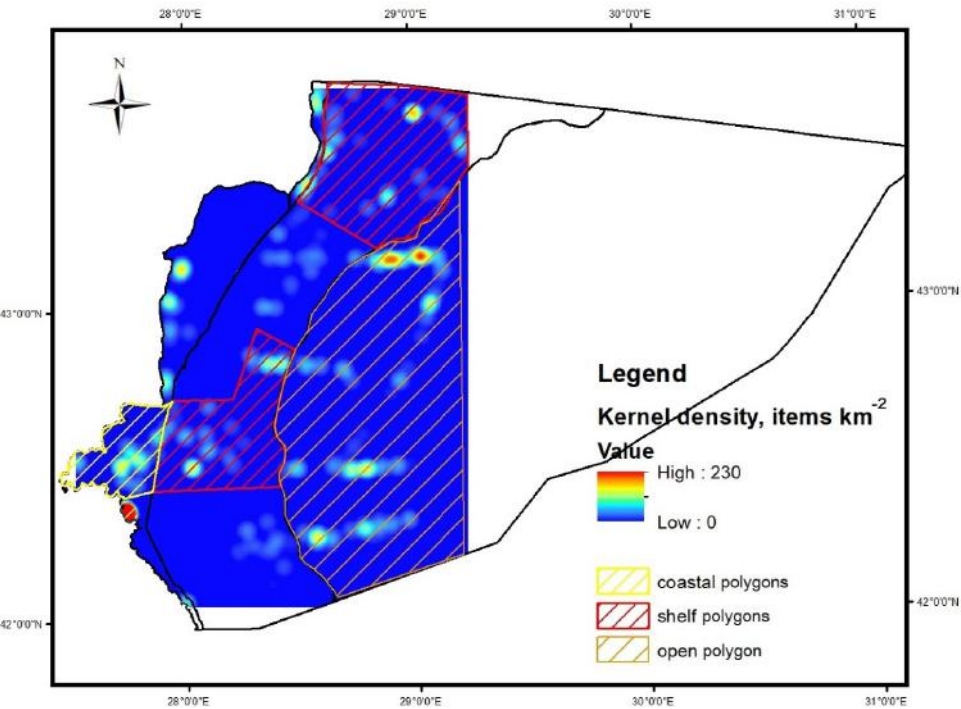 28°0'0"E 29°0'0"E 30°0'0"E 31°0'0"E
N
43°0'0"N 43°0'0"N
Legend
Kernel density, items km-2
Value
High : 230
Low : 0
coastal polygons
shelf polygons
open polygon
42°0'0"N 42°0'0"N
28°0'0"E 29°0'0"E 30°0'0"E 31°0'0"E